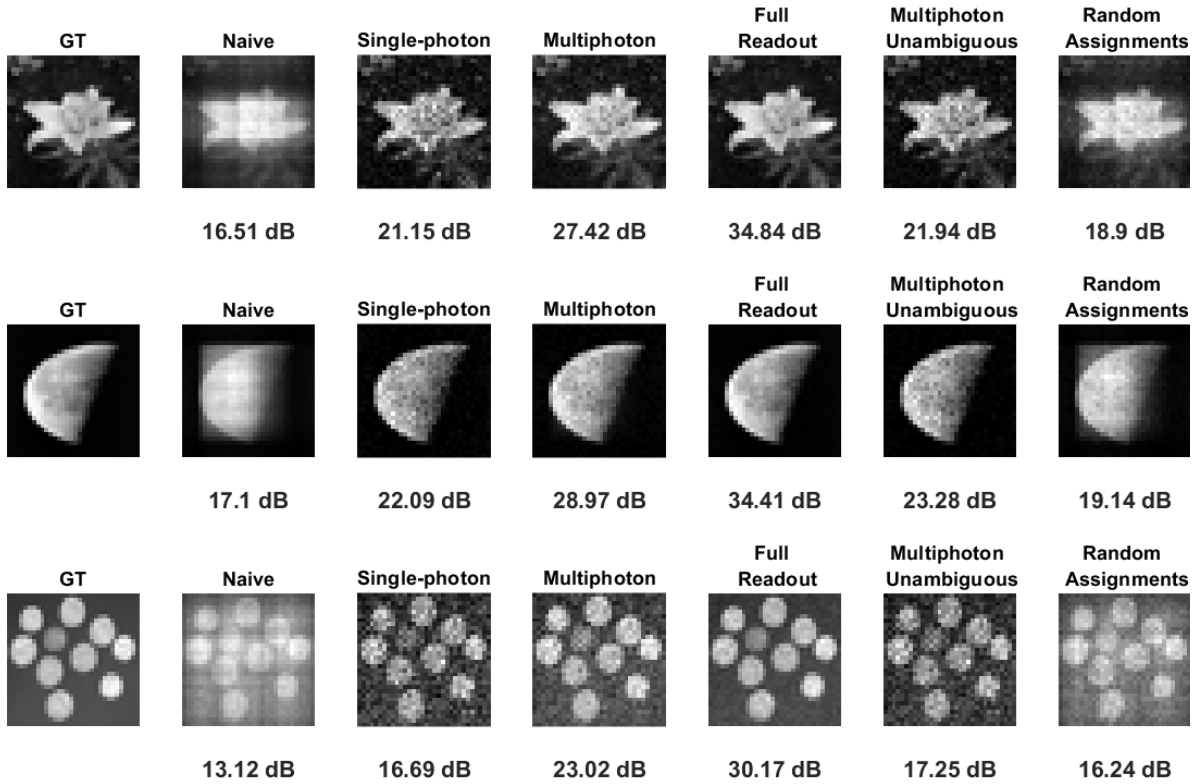 Full Multiphoton Random
GT Naive Single-photon Multiphoton Readout Unambiguous Assignments
16.51 dB 21.15 dB 27.42 dB 34.84 dB 21.94 dB 18.9 dB
Full Multiphoton Random
GT Naive Single-photon Multiphoton Readout Unambiguous Assignments
17.1 dB 22.09 dB 28.97 dB 34.41 dB 23.28 dB 19.14 dB
Full Multiphoton Random
GT Naive Single-photon Multiphoton Readout Unambiguous Assignments
13.12 dB 16.69 dB 23.02 dB 30.17 dB 17.25 dB 16.24 dB